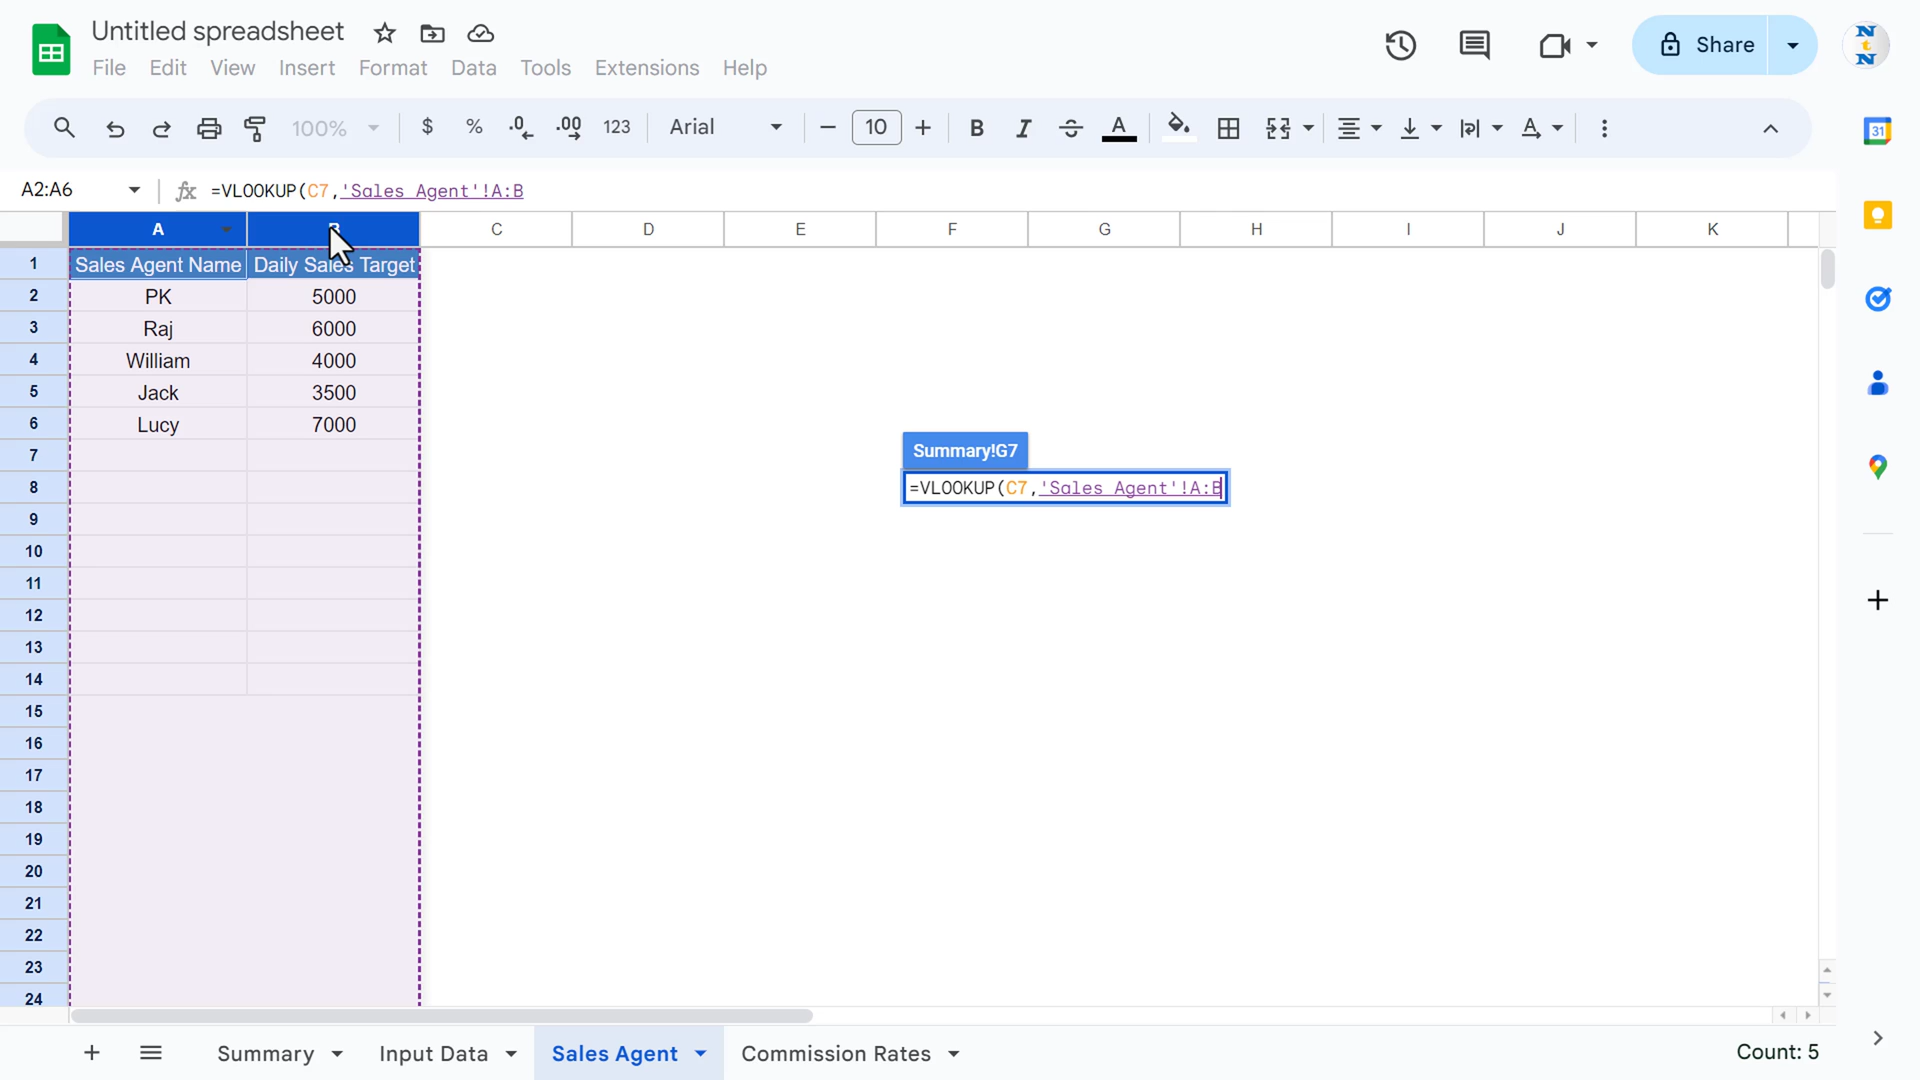 Untitled spreadsheet
File Edit View Insert Format Data Tools Extensions Help
Share
N
t
N
100% $ % .0 .00 123 Arial 10 B I S A
31
A2:A6 fx =VLOOKUP(C7,'Sales Agent'!A:B
A B C D E F G H I J K
1 Sales Agent Name Daily Sales Target
2 PK 5000
3 Raj 6000
4 William 4000
5 Jack 3500
6 Lucy 7000
7
Summary!G7
8 =VLOOKUP(C7,'Sales Agent'!A:B
9
10
11
12
13
14
15
16
17
18
19
20
21
22
23
24
Summary Input Data Sales Agent Commission Rates Count: 5